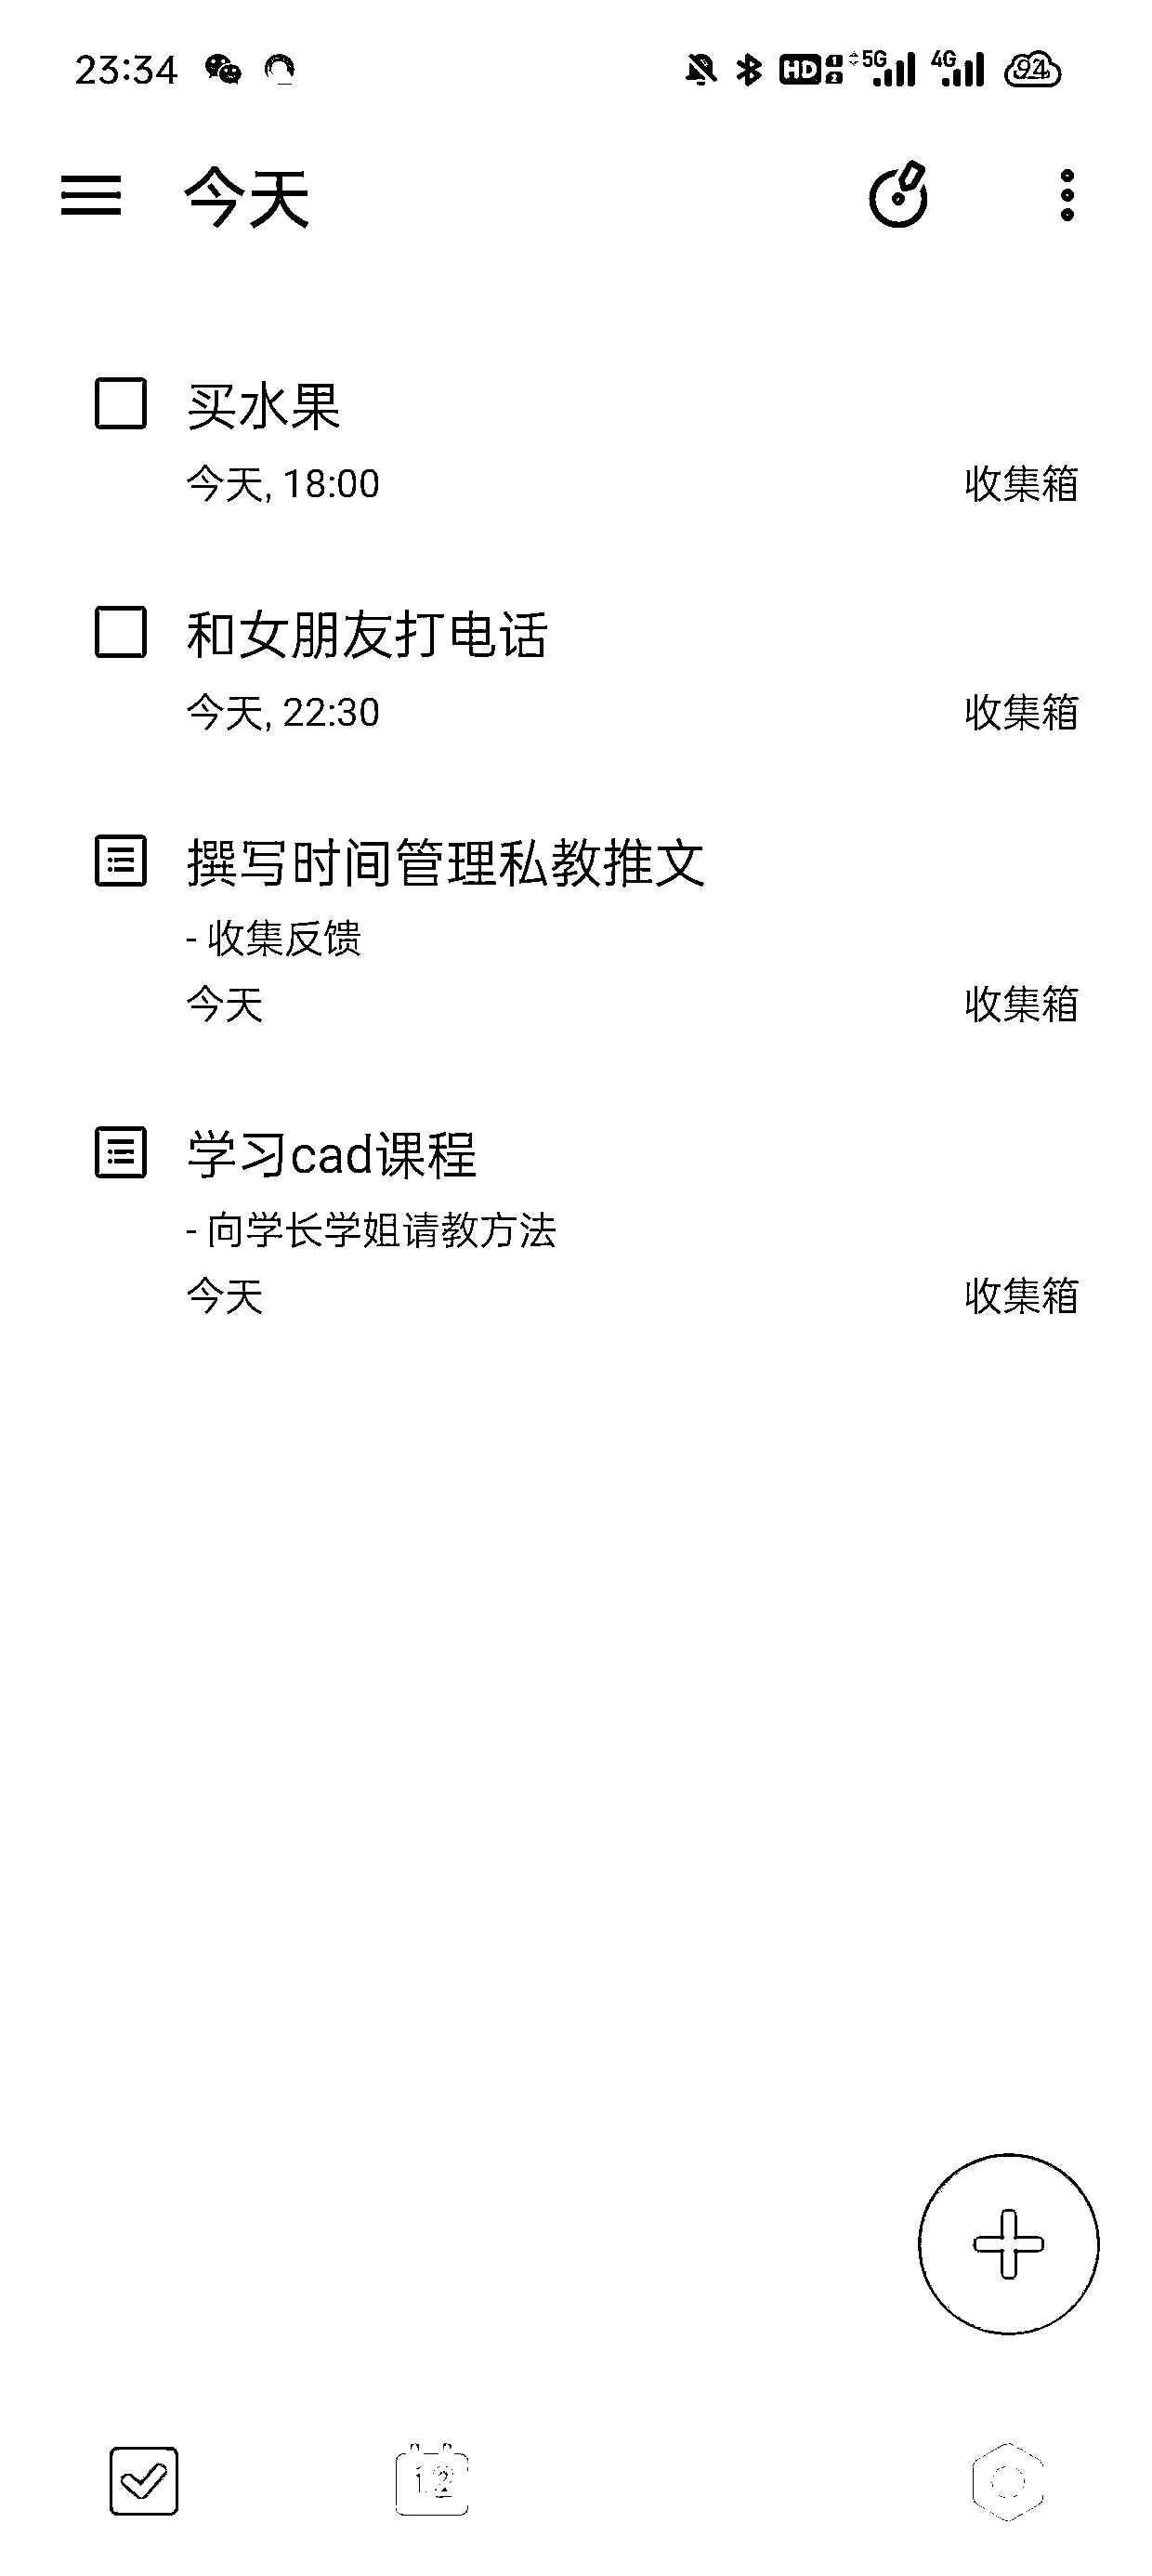 23:34 HD 1 2 5G 4G 94
今天
买水果
今天, 18:00 收集箱
和女朋友打电话
今天, 22:30 收集箱
撰写时间管理私教推文
- 收集反馈
今天 收集箱
学习cad课程
- 向学长学姐请教方法
今天 收集箱
12